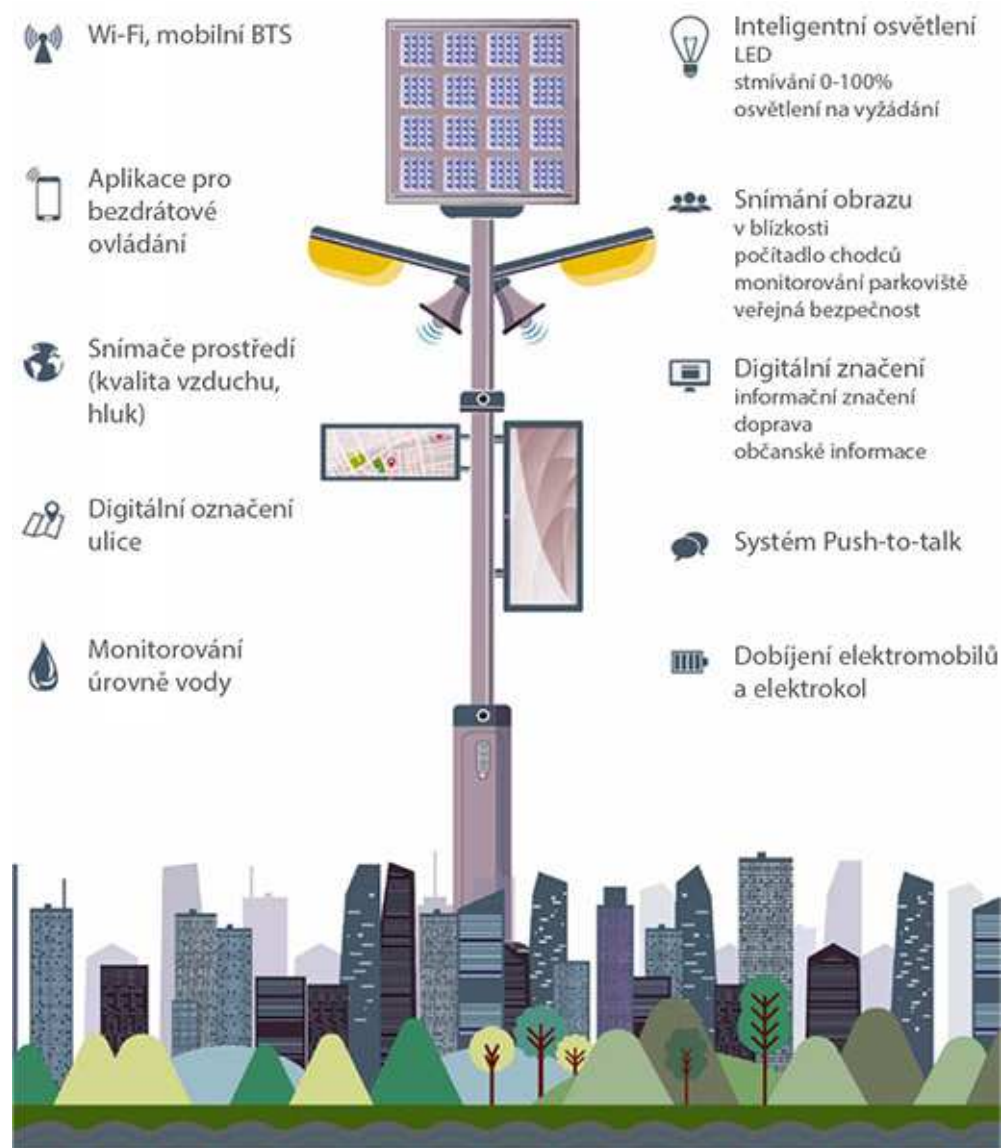 Wi-Fi, mobilní BTS
Aplikace pro
bezdrátové
ovládání
Snímače prostředí
(kvalita vzduchu,
hluk)
Digitální označení
ulice
Monitorování
úrovně vody
Inteligentní osvětlení
LED
stmívání 0-100%
osvětlení na vyžádání
Snímání obrazu
v blízkosti
počítadlo chodců
monitorování parkoviště
veřejná bezpečnost
Digitální značení
informační značení
doprava
občanské informace
Systém Push-to-talk
Dobíjení elektromobilů
a elektrokol